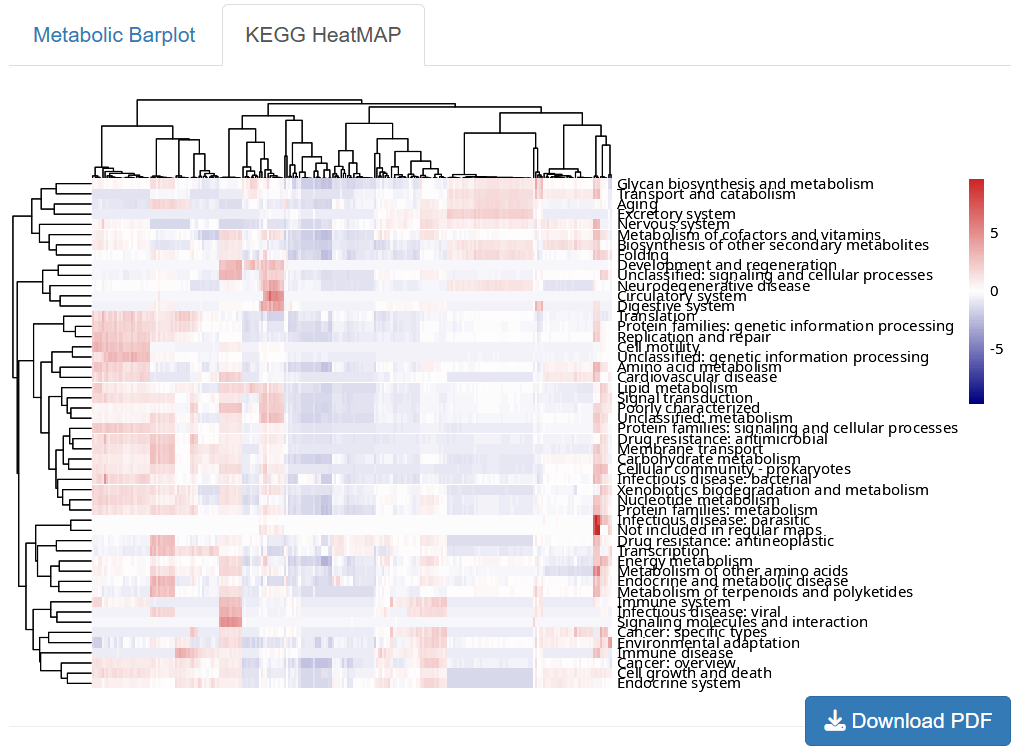 Metabolic Barplot
KEGG HeatMAP
Glycan biosynthesis and metabolism
Transport and catabolism
Aging
Excretory system
Nervous system
Metabolism of cofactors and vitamins
Biosynthesis of other secondary metabolites
Folding
Development and regeneration
Unclassified: signaling and cellular processes
Neurodegenerative disease
Circulatory system
Digestive system
Translation
Protein families: genetic information processing
Replication and repair
Cell motility
Unclassified: genetic information processing
Amino acid metabolism
Cardiovascular disease
Lipid metabolism
Signal transduction
Poorly characterized
Unclassified: metabolism
Protein families: signaling and cellular processes
Drug resistance: antimicrobial
Membrane transport
Carbohydrate metabolism
Cellular community - prokaryotes
Infectious disease: bacterial
Xenobiotics biodegradation and metabolism
Nucleotide metabolism
Protein families: metabolism
Infectious disease: parasitic
Not included in regular maps
Drug resistance: antineoplastic
Transcription
Energy metabolism
Metabolism of other amino acids
Endocrine and metabolic disease
Metabolism of terpenoids and polyketides
Immune system
Infectious disease: viral
Signaling molecules and interaction
Cancer: specific types
Environmental adaptation
Immune disease
Cancer: overview
Cell growth and death
Endocrine system
5
0
-5
Download PDF